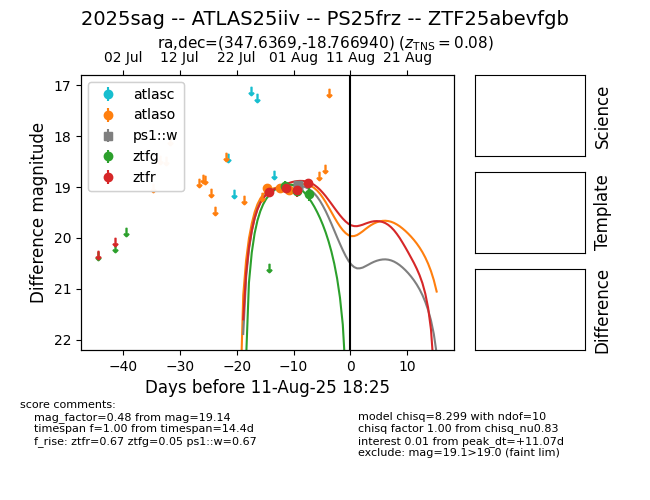 2025sag -- ATLAS25iiv -- PS25frz -- ZTF25abevfgb
ra,dec=(347.6369,-18.766940) (zTNS = 0.08)
02 Jul 12 Jul 22 Jul 01 Aug 11 Aug 21 Aug
17
18
19
20
21
22
Difference magnitude
atlasc
atlaso
ps1::w
ztfg
ztfr
−40 −30 −20 −10 0 10
Days before 11-Aug-25 18:25
Science
Template
Difference
score comments:
mag_factor=0.48 from mag=19.14
timespan f=1.00 from timespan=14.4d
f_rise: ztfr=0.67 ztfg=0.05 ps1::w=0.67
model chisq=8.299 with ndof=10
chisq factor 1.00 from chisq_nu0.83
interest 0.01 from peak_dt=+11.07d
exclude: mag=19.1>19.0 (faint lim)